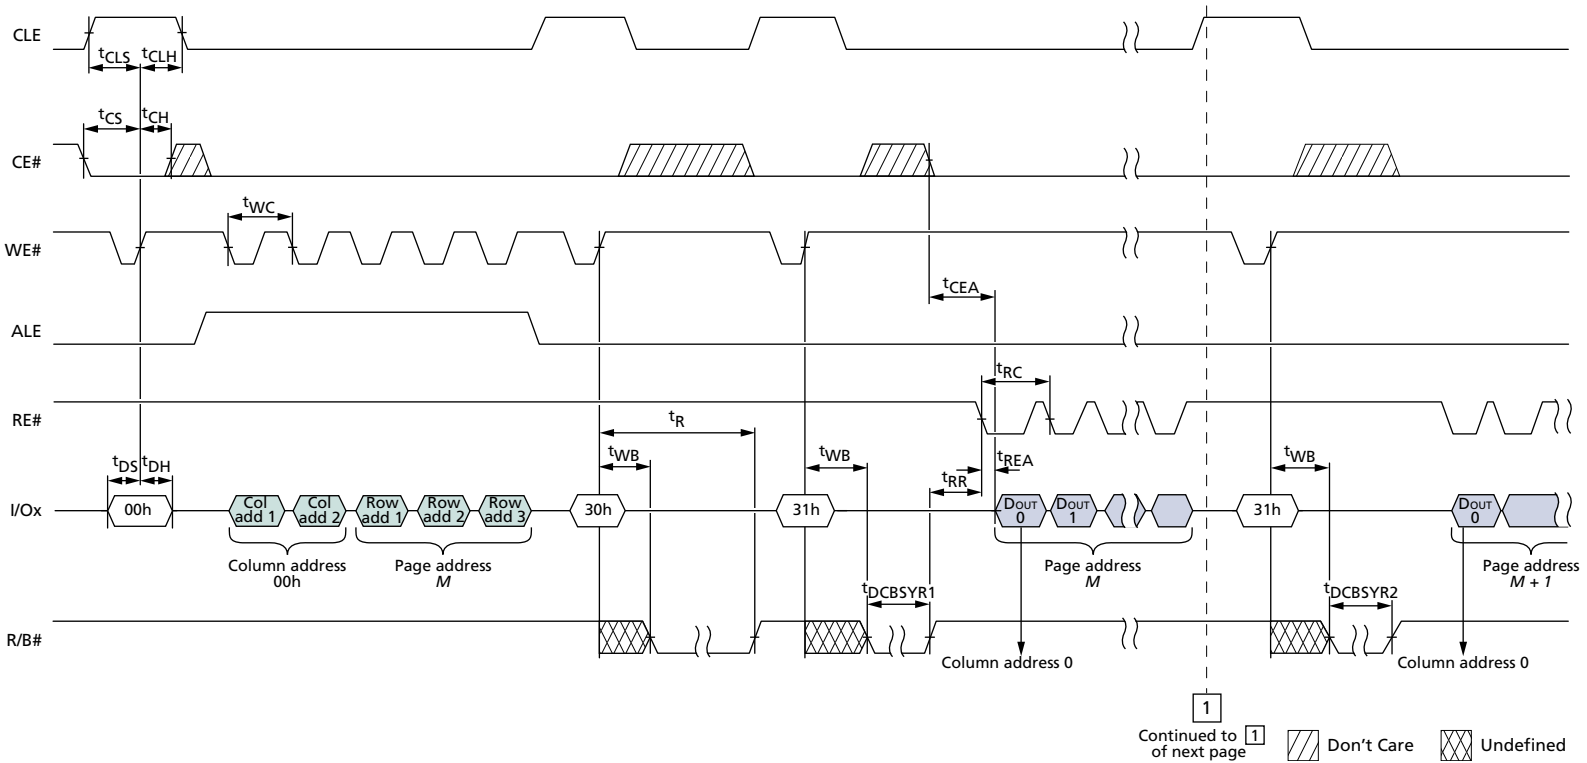 CLE
tCLS tCLH
tCS tCH
CE#
tWC
WE#
tCEA
ALE
tRC
RE#
tR
tWB
tWB
tREA
tRR
tWB
tDS tDH
I/Ox
00h
Col add 1
Col add 2
Row add 1
Row add 2
Row add 3
30h
31h
DOUT 0
DOUT 1
31h
DOUT 0
Column address
00h
Page address
M
Page address
M
Page address
M + 1
tDCBSYR1
tDCBSYR2
R/B#
Column address 0
Column address 0
1
Continued to 1
of next page
Don't Care
Undefined